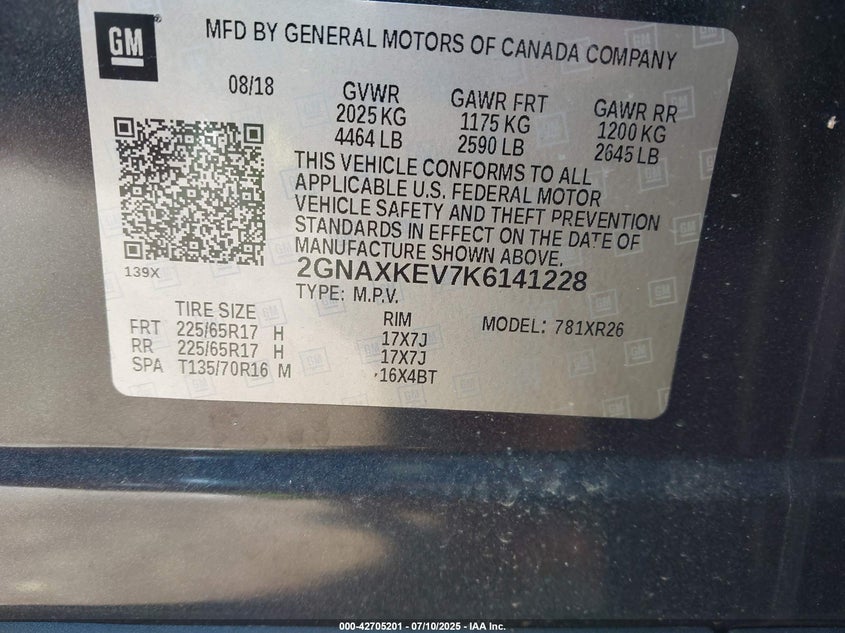 GM
MFD BY GENERAL MOTORS OF CANADA COMPANY
08/18
GVWR
2025 KG
4464 LB
GAWR FRT
1175 KG
2590 LB
GAWR RR
1200 KG
2645 LB
THIS VEHICLE CONFORMS TO ALL
APPLICABLE U.S. FEDERAL MOTOR
VEHICLE SAFETY AND THEFT PREVENTION
STANDARDS IN EFFECT ON THE DATE OF
MANUFACTURE SHOWN ABOVE.
139X
2GNAXKEV7K6141228
TYPE: M.P.V.
TIRE SIZE
RIM
MODEL: 781XR26
FRT 225/65R17 H 17X7J
RR 225/65R17 H 17X7J
SPA T135/70R16 M 16X4BT
000-42705201 - 07/10/2025 - IAA Inc.